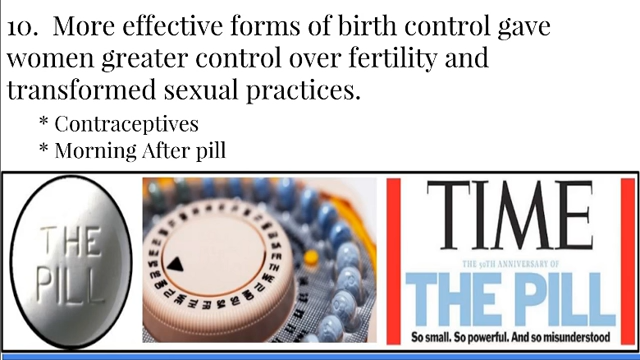 10. More effective forms of birth control gave
women greater control over fertility and
transformed sexual practices.
* Contraceptives
* Morning After pill
THE
PILL
TIME
THE 50TH ANNIVERSARY OF
THE PILL
So small. So powerful. And so misunderstood